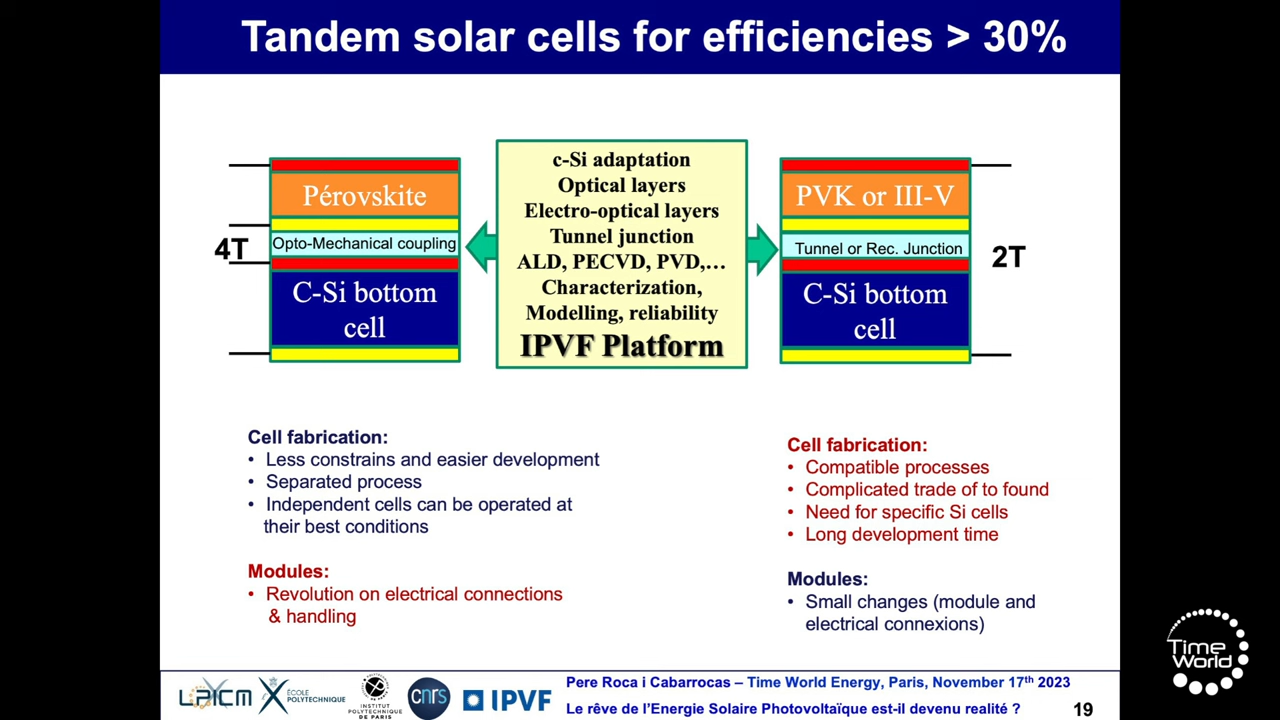 Tandem solar cells for efficiencies > 30%
Pérovskite
4T
Opto-Mechanical coupling
C-Si bottom
cell
c-Si adaptation
Optical layers
Electro-optical layers
Tunnel junction
ALD, PECVD, PVD,…
Characterization,
Modelling, reliability
IPVF Platform
PVK or III-V
Tunnel or Rec. Junction
2T
C-Si bottom
cell
Cell fabrication:
• Less constrains and easier development
• Separated process
• Independent cells can be operated at
their best conditions
Modules:
• Revolution on electrical connections
& handling
Cell fabrication:
• Compatible processes
• Complicated trade of to found
• Need for specific Si cells
• Long development time
Modules:
• Small changes (module and
electrical connexions)
LPICM
ÉCOLE
POLYTECHNIQUE
INSTITUT
POLYTECHNIQUE
DE PARIS
cnrs
IPVF
Pere Roca i Cabarrocas – Time World Energy, Paris, November 17th 2023
Le rêve de l'Energie Solaire Photovoltaïque est-il devenu realité ?
19
Time
World